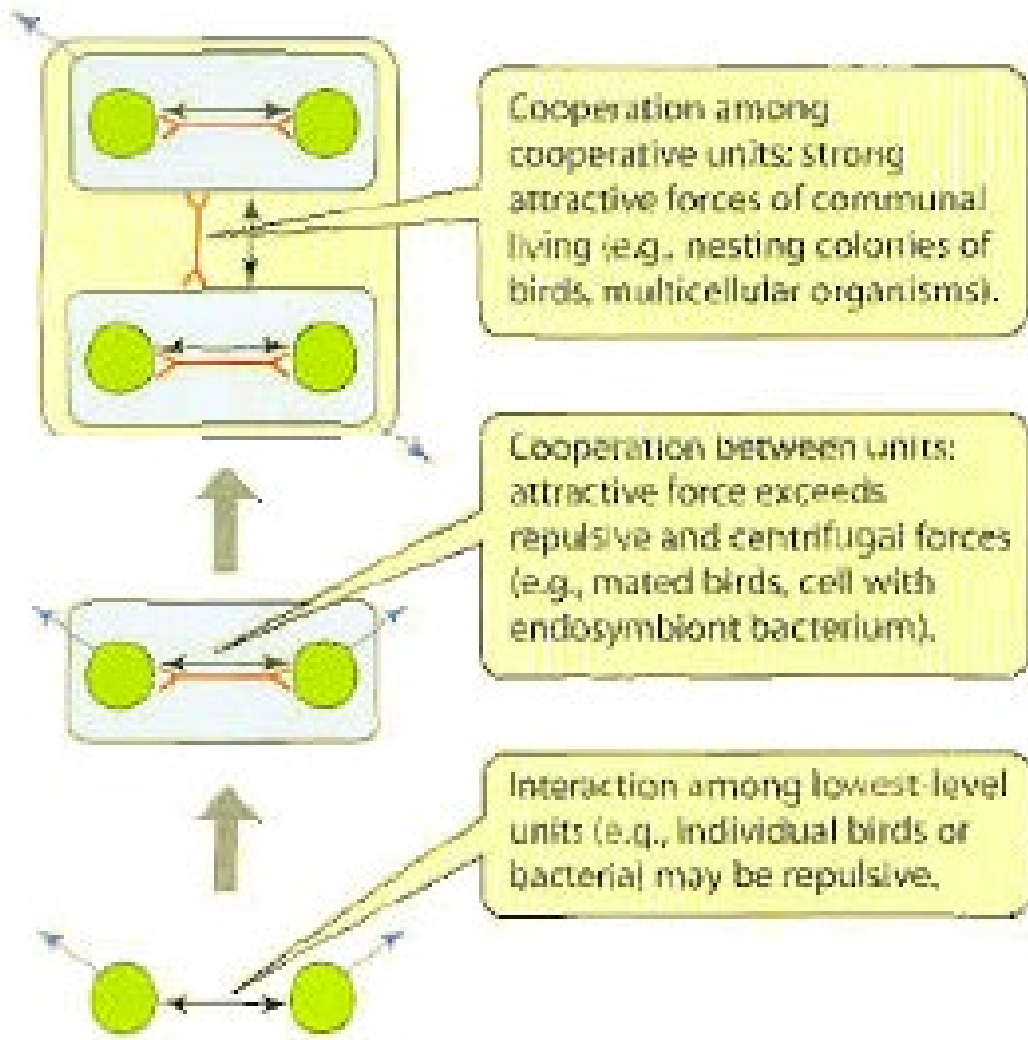 Cooperation among
cooperative units: strong
attractive forces of communal
living (e.g., nesting colonies of
birds, multicellular organisms).
Cooperation between units:
attractive force exceeds
repulsive and centrifugal forces
(e.g., mated birds, cell with
endosymbiont bacterium).
Interaction among lowest-level
units (e.g., individual birds or
bacteria) may be repulsive.